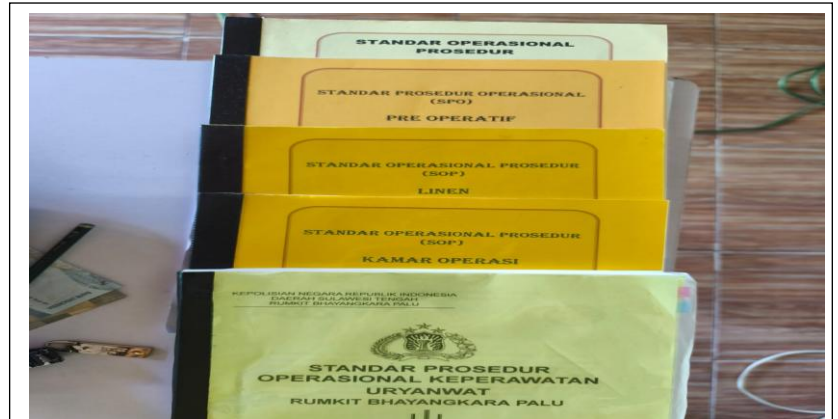 STANDAR OPERASIONAL
PROSEDUR
STANDAR PROSEDUR OPERASIONAL
(SPO)
PRE OPERATIF
STANDAR OPERASIONAL PROSEDUR
(SOP)
LINEN
STANDAR OPERASIONAL PROSEDUR
(SOP)
KAMAR OPERASI
KEPOLISIAN NEGARA REPUBLIK INDONESIA
DAERAH SULAWESI TENGAH
RUMKIT BHAYANGKARA PALU
STANDAR PROSEDUR
OPERASIONAL KEPERAWATAN
URYANWAT
RUMKIT BHAYANGKARA PALU